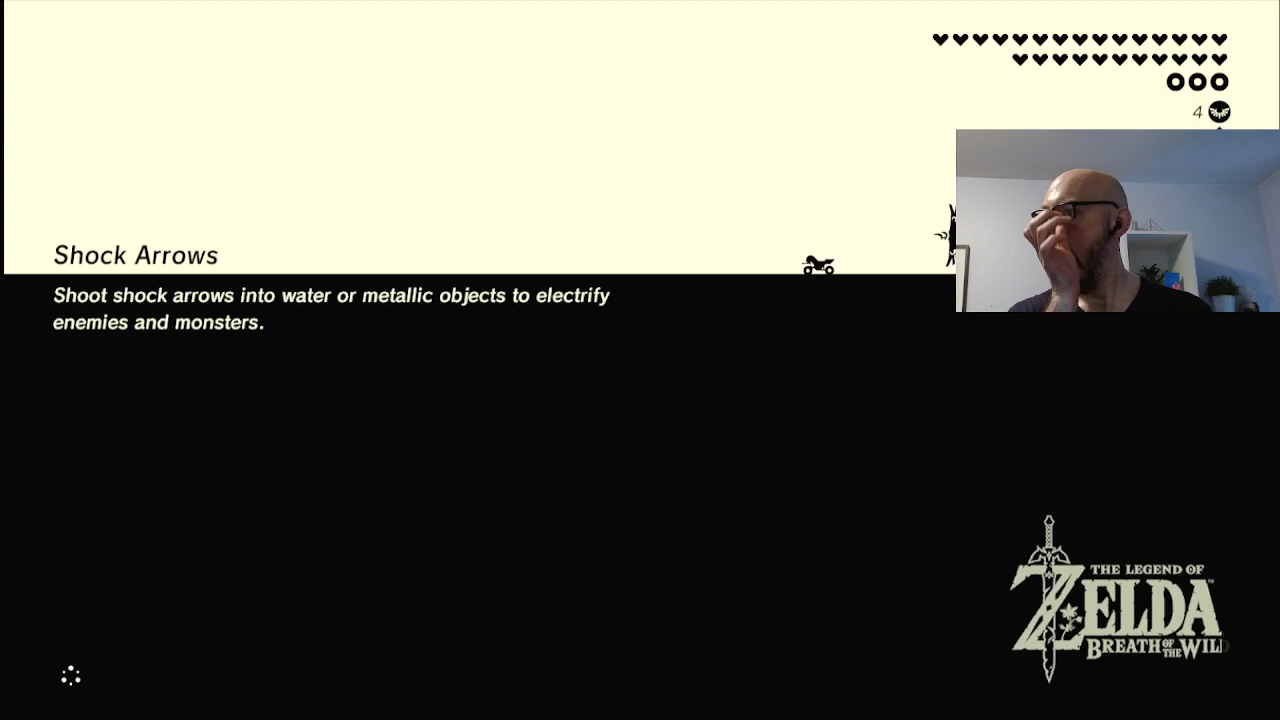 4
Shock Arrows
Shoot shock arrows into water or metallic objects to electrify
enemies and monsters.
THE LEGEND OF
ZELDA
BREATH OF THE WILD